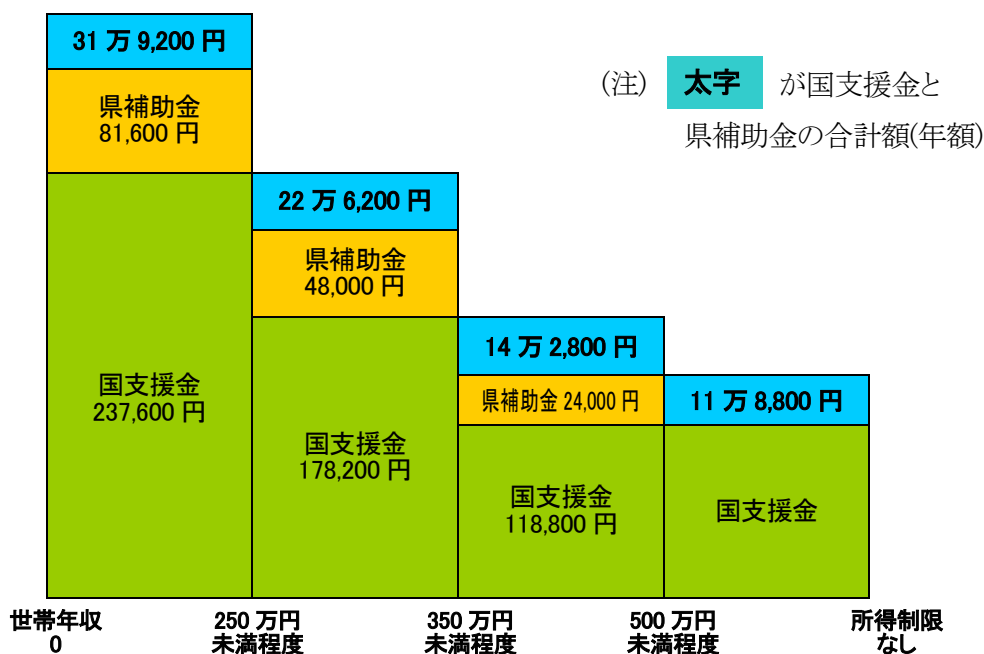 31 万 9,200 円
県補助金
81,600 円
国支援金
237,600 円
22 万 6,200 円
県補助金
48,000 円
国支援金
178,200 円
14 万 2,800 円
県補助金 24,000 円
国支援金
118,800 円
11 万 8,800 円
国支援金
(注) 太字 が国支援金と
県補助金の合計額(年額)
世帯年収
0
250 万円
未満程度
350 万円
未満程度
500 万円
未満程度
所得制限
なし